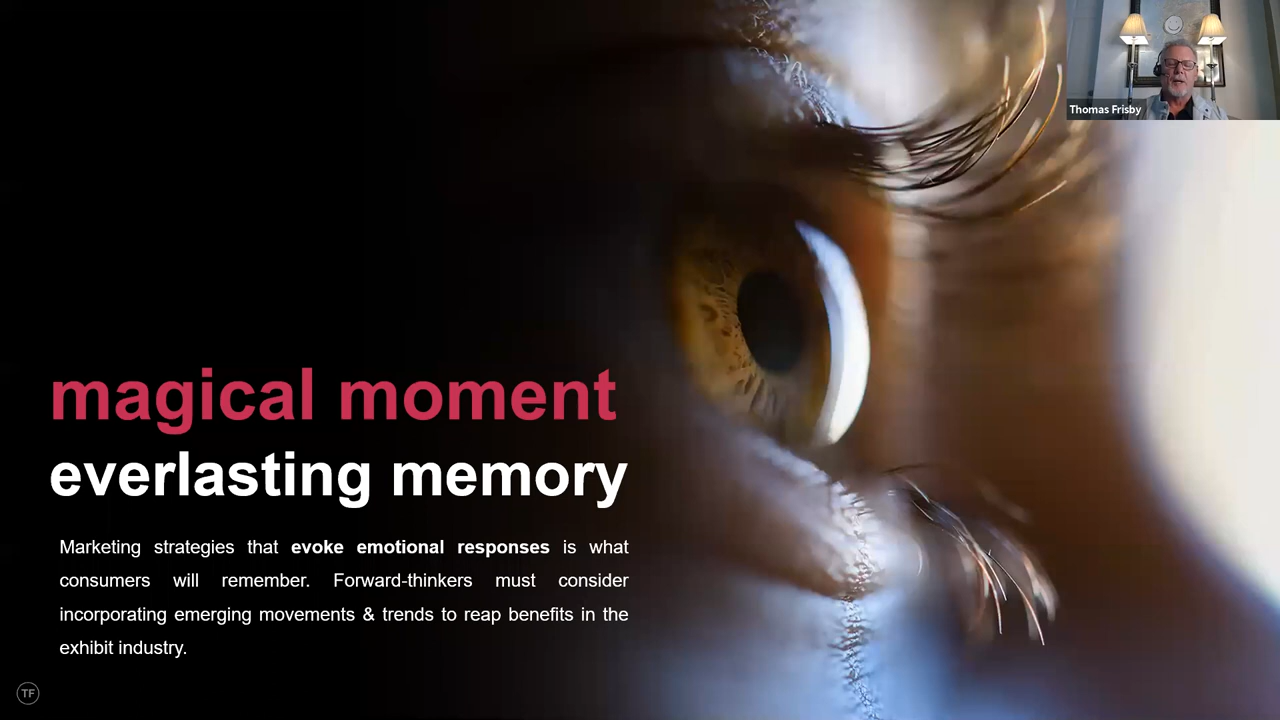 Thomas Frisby
magical moment
everlasting memory
Marketing strategies that evoke emotional responses is what
consumers will remember. Forward-thinkers must consider
incorporating emerging movements & trends to reap benefits in the
exhibit industry.
TF